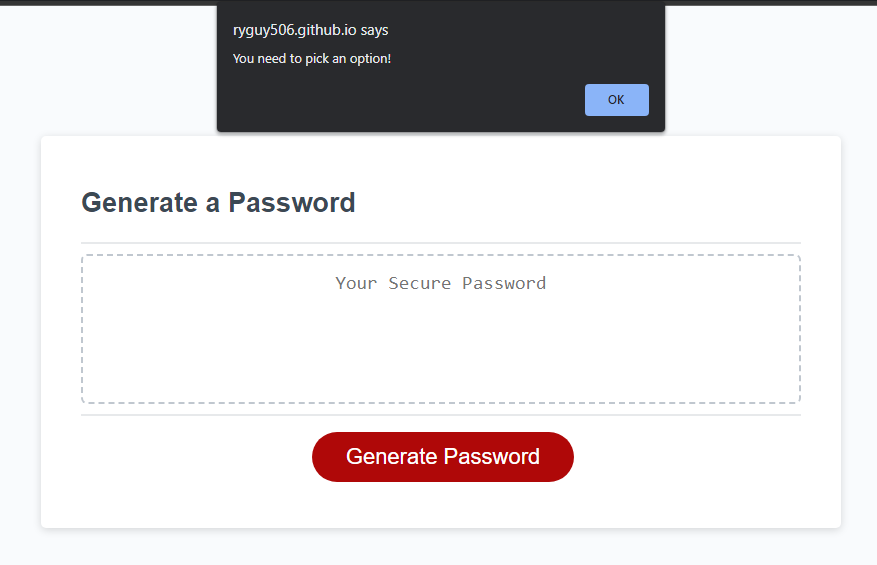 ryguy506.github.io says
You need to pick an option!
OK
Generate a Password
Your Secure Password
Generate Password